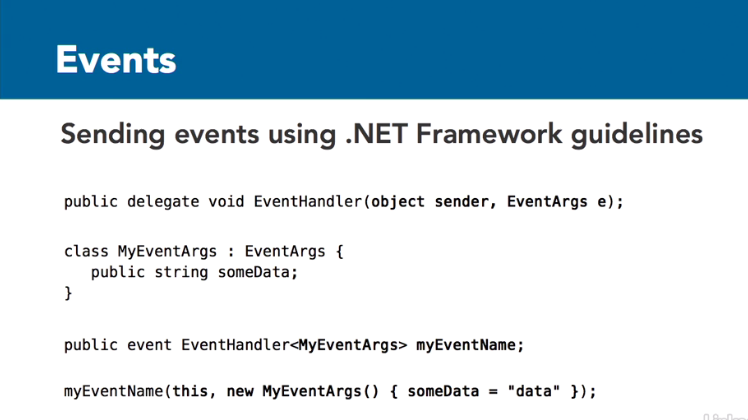 Events
Sending events using .NET Framework guidelines
public delegate void EventHandler(object sender, EventArgs e);
class MyEventArgs : EventArgs {
public string someData;
}
public event EventHandler<MyEventArgs> myEventName;
myEventName(this, new MyEventArgs() { someData = "data" });